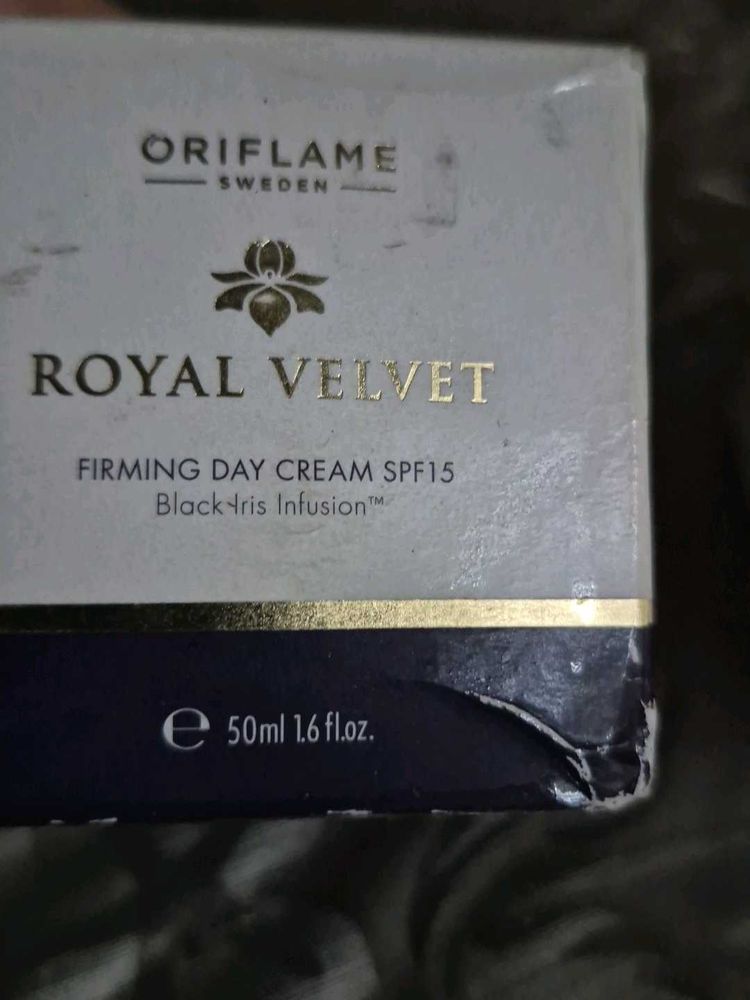 ORIFLAME
SWEDEN
ROYAL VELVET
FIRMING DAY CREAM SPF15
Black Iris Infusion™
℮ 50ml 1.6 fl.oz.